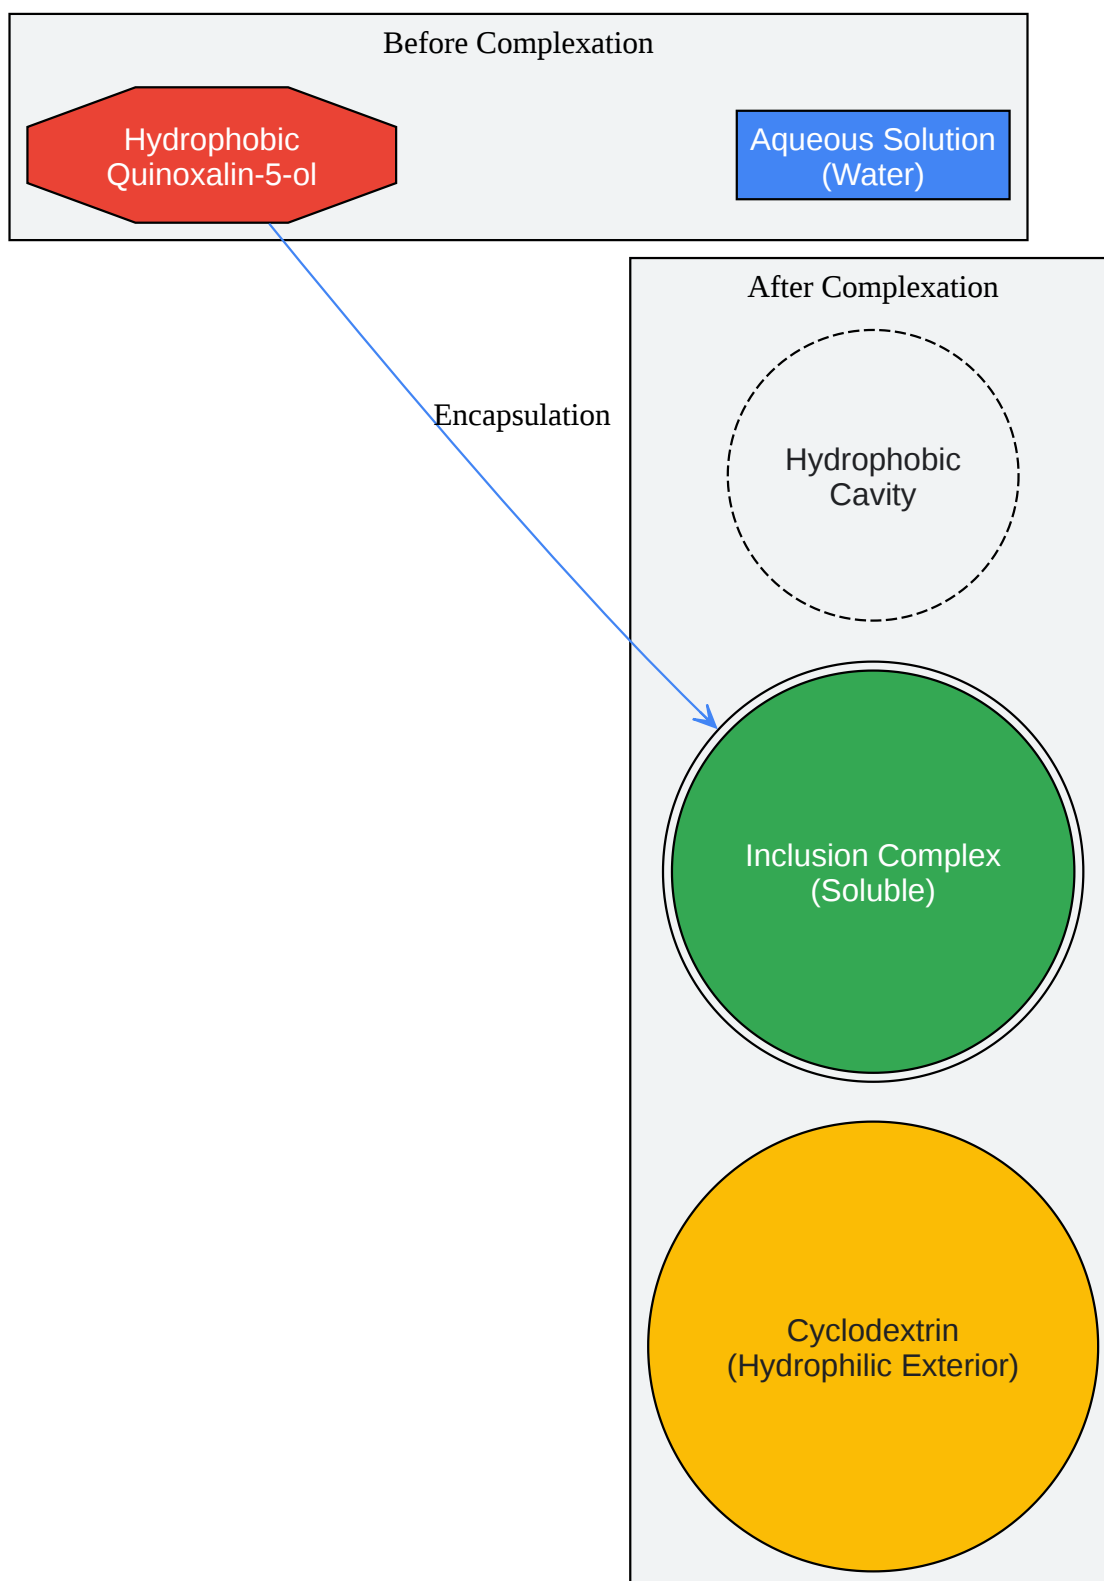 Before Complexation
Hydrophobic
Quinoxalin-5-ol
Aqueous Solution
(Water)
After Complexation
Encapsulation
Hydrophobic
Cavity
Inclusion Complex
(Soluble)
Cyclodextrin
(Hydrophilic Exterior)